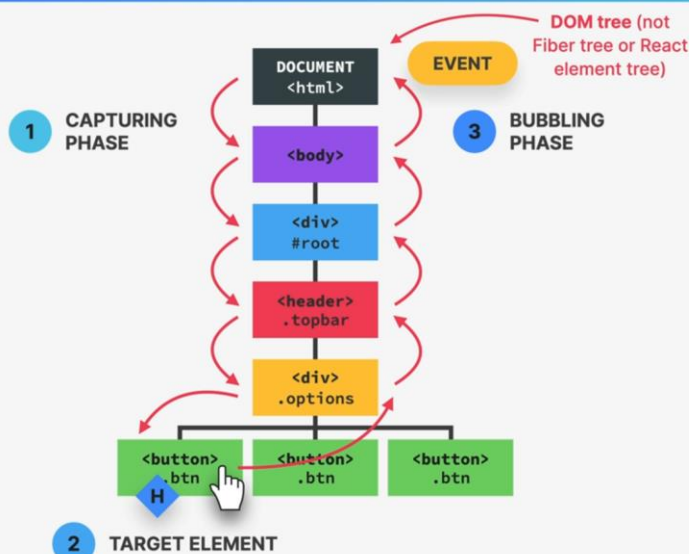 DOM tree (not
Fiber tree or React
element tree)
EVENT
DOCUMENT
<html>
1
CAPTURING
PHASE
3
BUBBLING
PHASE
<body>
<div>
#root
<header>
.topbar
<div>
.options
<button>
.btn
H
<button>
.btn
<button>
.btn
2
TARGET ELEMENT